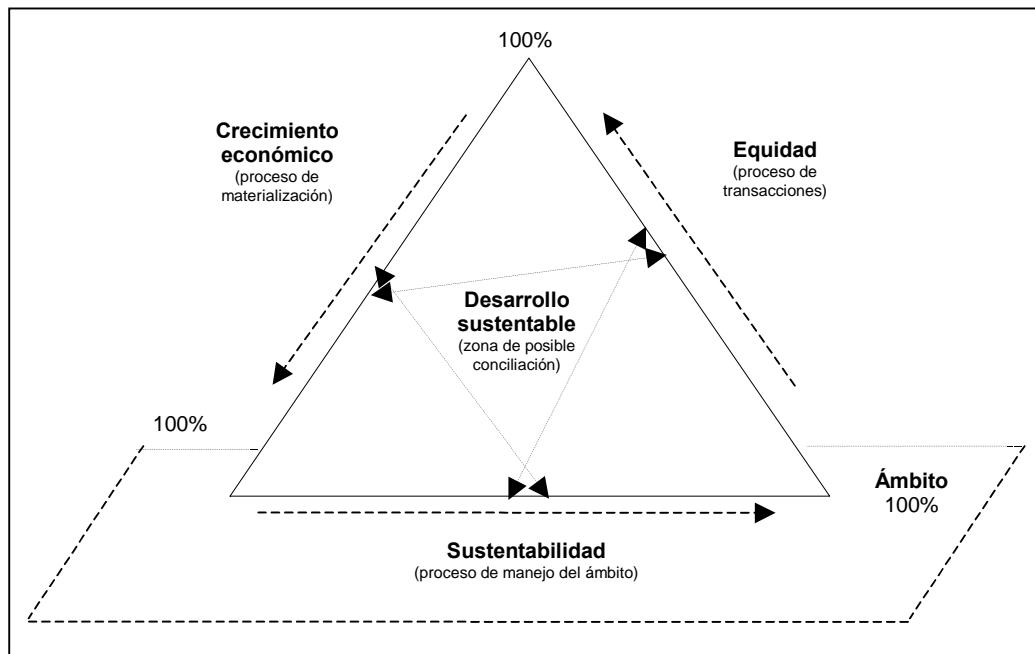 100%
Crecimiento
económico
(proceso de
materialización)
Equidad
(proceso de
transacciones)
Desarrollo
sustentable
(zona de posible
conciliación)
100%
Ámbito
100%
Sustentabilidad
(proceso de manejo del ámbito)